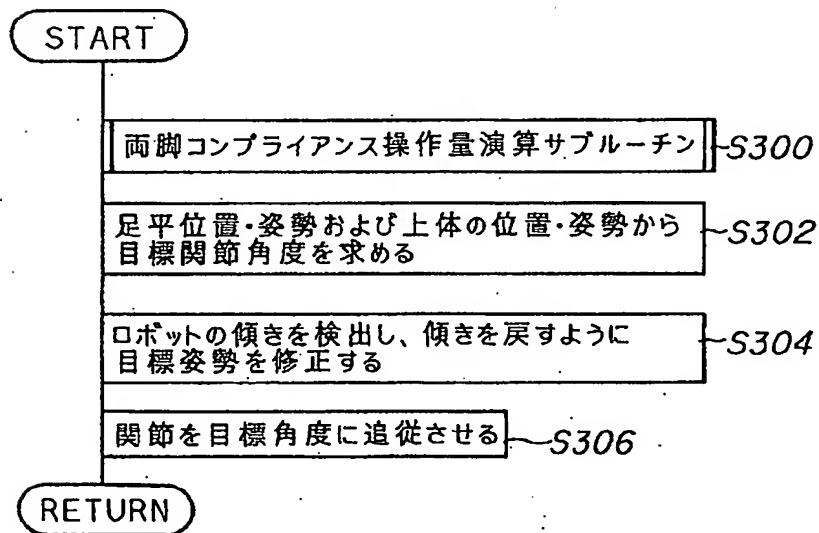 START
両脚コンプライアンス操作量演算サブルーチン S300
足平位置・姿勢および上体の位置・姿勢から
目標関節角度を求める
S302
ロボットの傾きを検出し、傾きを戻すように
目標姿勢を修正する
S304
関節を目標角度に追従させる S306
RETURN